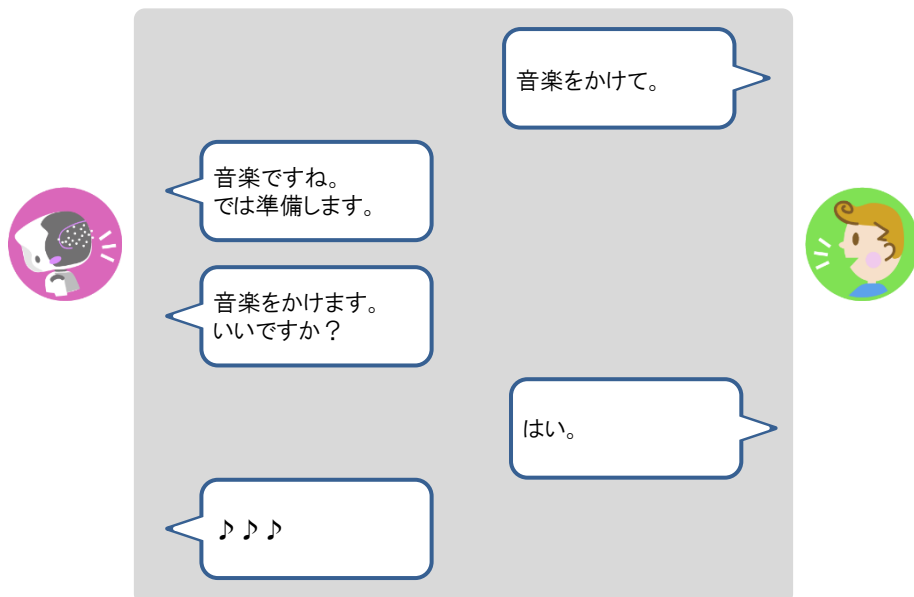 音楽をかけて。
音楽ですね。
では準備します。
音楽をかけます。
いいですか？
はい。
♪♪♪